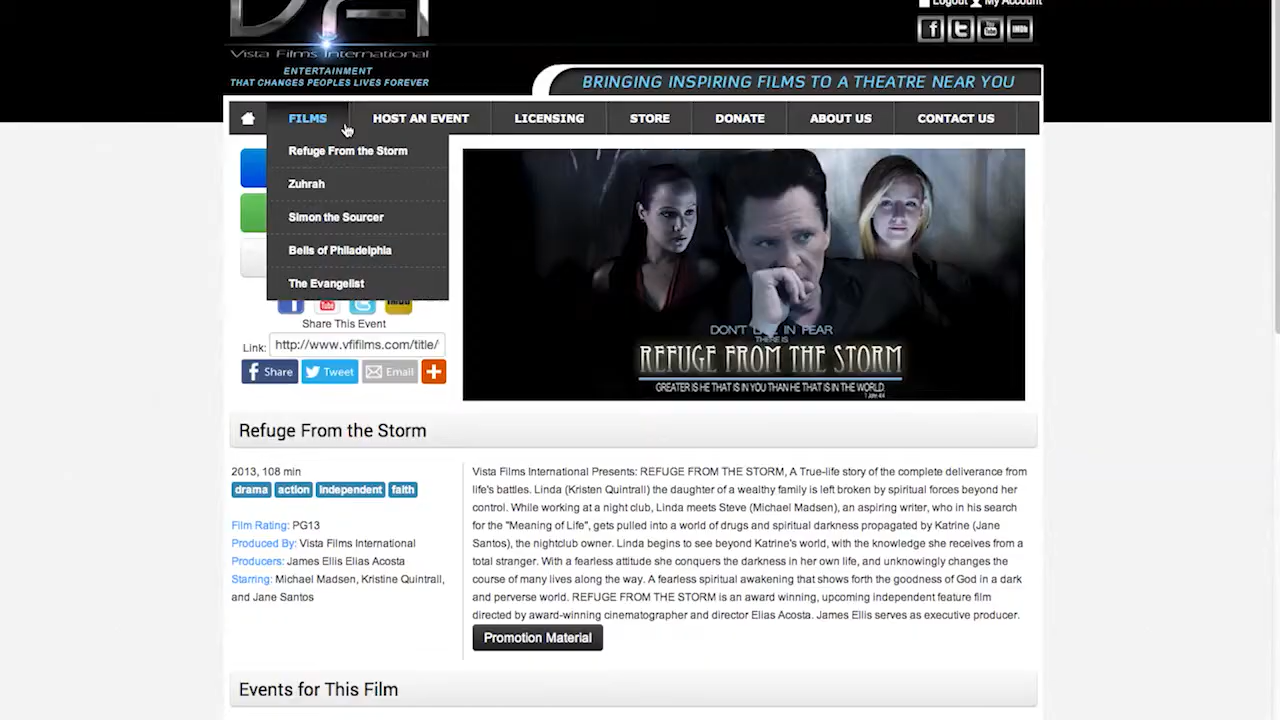 Logout My Account
Vista Films International
ENTERTAINMENT
THAT CHANGES PEOPLES LIVES FOREVER
BRINGING INSPIRING FILMS TO A THEATRE NEAR YOU
FILMS HOST AN EVENT LICENSING STORE DONATE ABOUT US CONTACT US
Refuge From the Storm
Zuhrah
Simon the Sourcer
Bells of Philadelphia
The Evangelist
Share This Event
Link: http://www.vfifilms.com/title/
Share Tweet Email
DON'T LIVE IN FEAR
THERE IS
REFUGE FROM THE STORM
GREATER IS HE THAT IS IN YOU THAN HE THAT IS IN THE WORLD.
1 John 4:4
Refuge From the Storm
2013, 108 min
drama action Independent faith
Film Rating: PG13
Produced By: Vista Films International
Producers: James Ellis Elias Acosta
Starring: Michael Madsen, Kristine Quintrall,
and Jane Santos
Vista Films International Presents: REFUGE FROM THE STORM, A True-life story of the complete deliverance from
life's battles. Linda (Kristen Quintrall) the daughter of a wealthy family is left broken by spiritual forces beyond her
control. While working at a night club, Linda meets Steve (Michael Madsen), an aspiring writer, who in his search
for the "Meaning of Life", gets pulled into a world of drugs and spiritual darkness propagated by Katrine (Jane
Santos), the nightclub owner. Linda begins to see beyond Katrine's world, with the knowledge she receives from a
total stranger. With a fearless attitude she conquers the darkness in her own life, and unknowingly changes the
course of many lives along the way. A fearless spiritual awakening that shows forth the goodness of God in a dark
and perverse world. REFUGE FROM THE STORM is an award winning, upcoming independent feature film
directed by award-winning cinematographer and director Elias Acosta. James Ellis serves as executive producer.
Promotion Material
Events for This Film